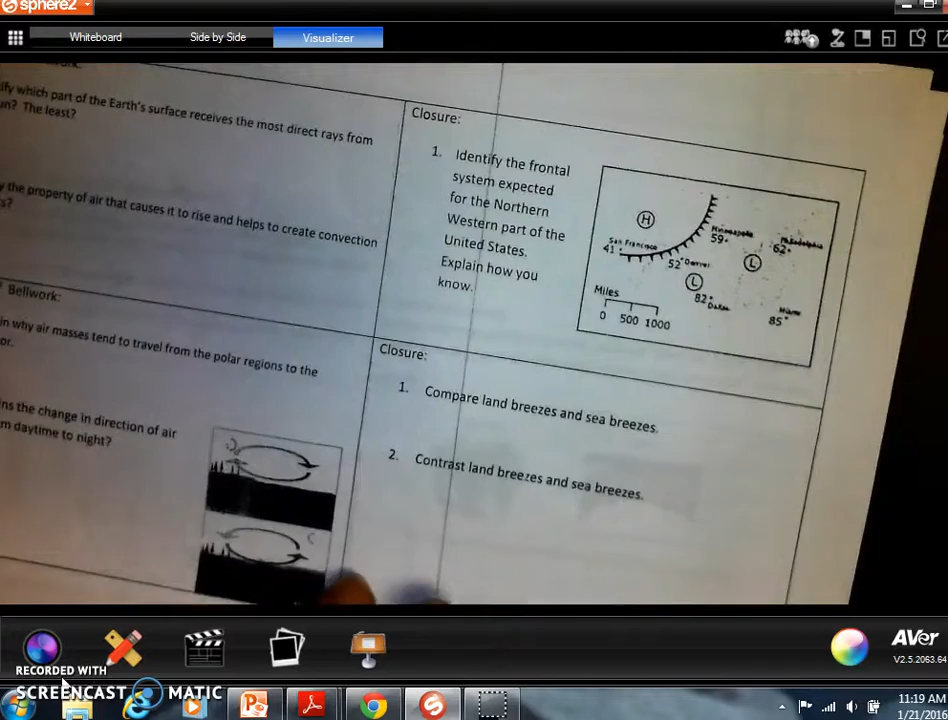 sphere2
Whiteboard
Side by Side
Visualizer
ify which part of the Earth's surface receives the most direct rays from
un? The least?
y the property of air that causes it to rise and helps to create convection
s?
Closure:
1. Identify the frontal
system expected
for the Northern
Western part of the
United States.
Explain how you
know.
H
San Francisco
41
Minneapolis
59
Philadelphia
62
L
52 Denver
L
82
Dallas
Miami
85
Miles
0 500 1000
Bellwork:
in why air masses tend to travel from the polar regions to the
or.
ns the change in direction of air
m daytime to night?
Closure:
1. Compare land breezes and sea breezes.
2. Contrast land breezes and sea breezes.
AVer
V2.5.2063.64
RECORDED WITH
SCREENCAST MATIC
11:19 AM
1/21/2016